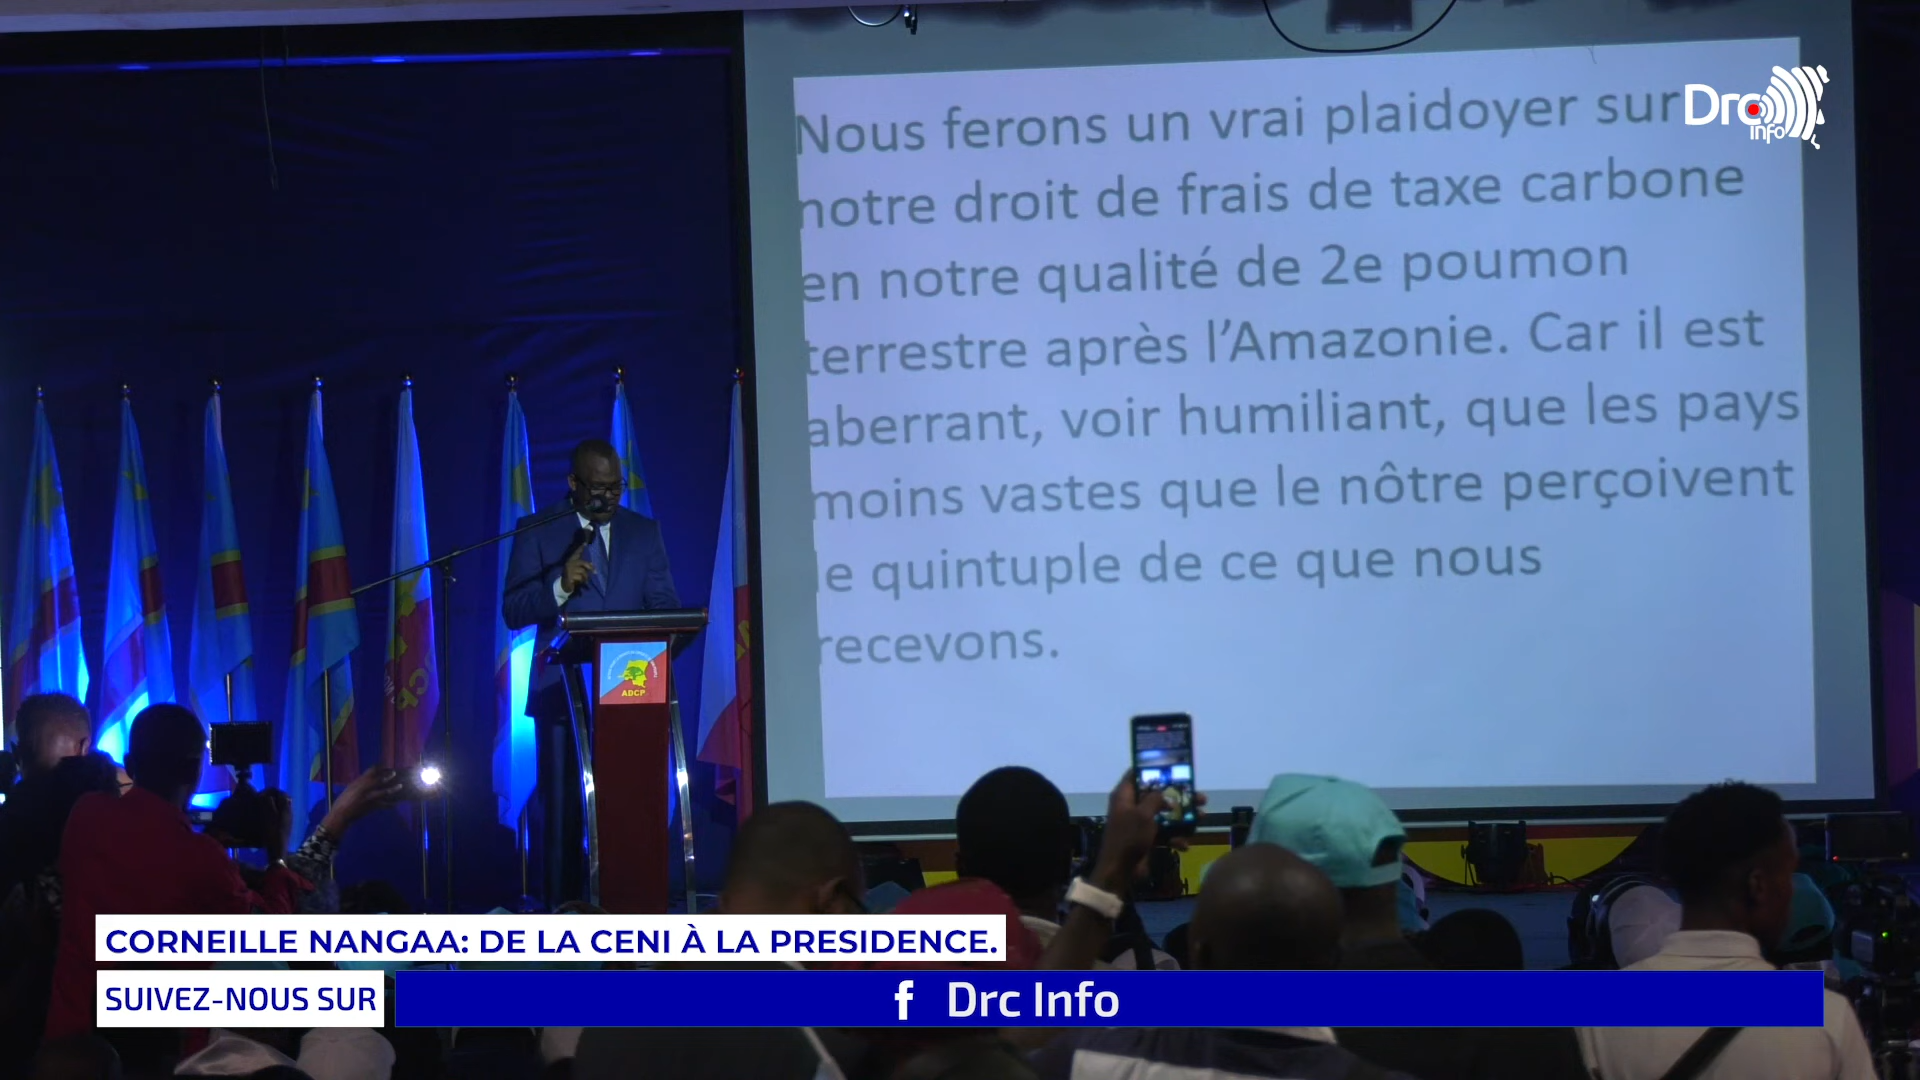 Nous ferons un vrai plaidoyer sur
notre droit de frais de taxe carbone
en notre qualité de 2e poumon
terrestre après l'Amazonie. Car il est
aberrant, voir humiliant, que les pays
moins vastes que le nôtre perçoivent
le quintuple de ce que nous
recevons.
Drc
info
ADCP
CORNEILLE NANGAA: DE LA CENI À LA PRESIDENCE.
SUIVEZ-NOUS SUR
f Drc Info